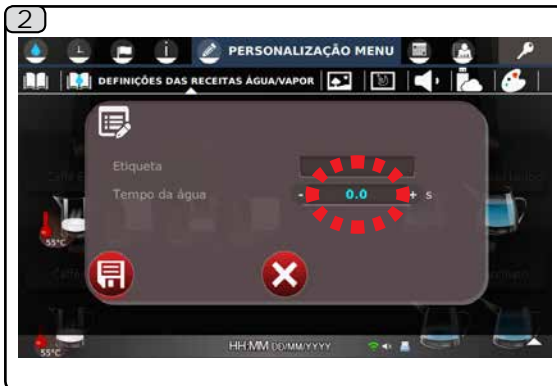 2
i PERSONALIZAÇÃO MENU
DEFINIÇÕES DAS RECEITAS ÁGUA/VAPOR
Etiqueta
Tempo da água - 0.0 + s
55°C
55°C
HH:MM DD/MM/YYYY